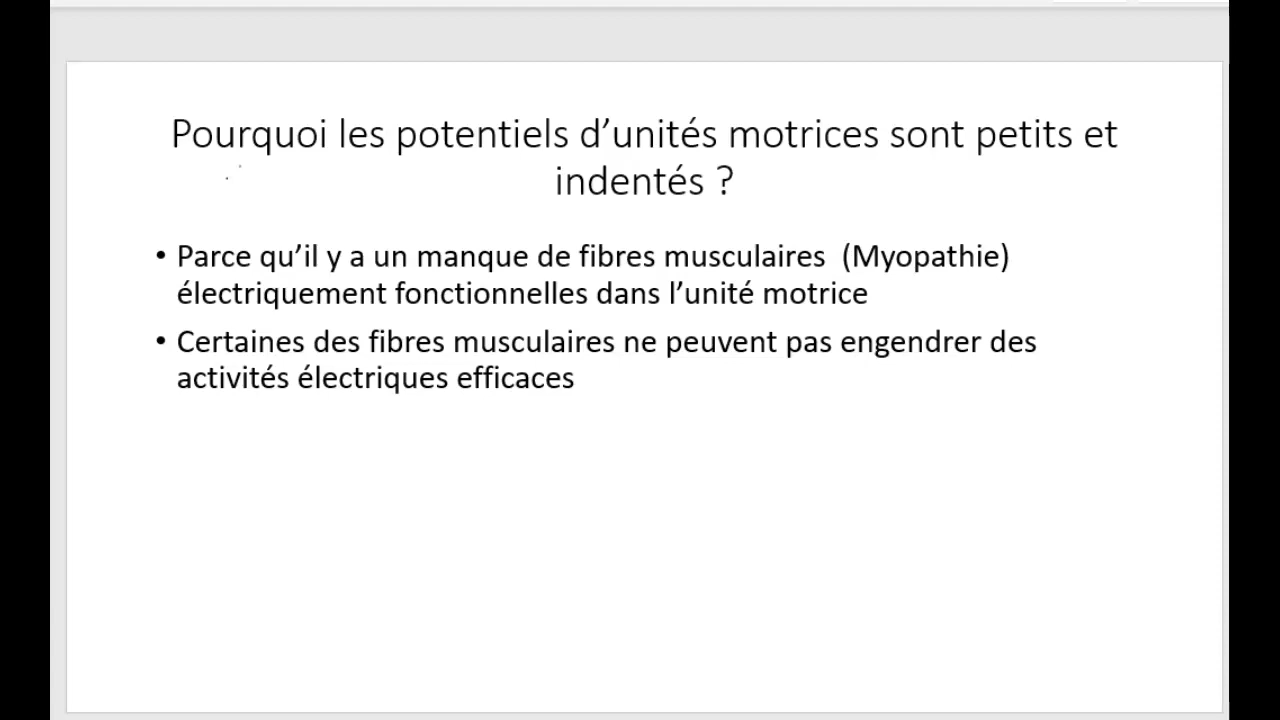 Pourquoi les potentiels d’unités motrices sont petits et
indentés ?
• Parce qu’il y a un manque de fibres musculaires  (Myopathie)
électriquement fonctionnelles dans l’unité motrice
• Certaines des fibres musculaires ne peuvent pas engendrer des
activités électriques efficaces